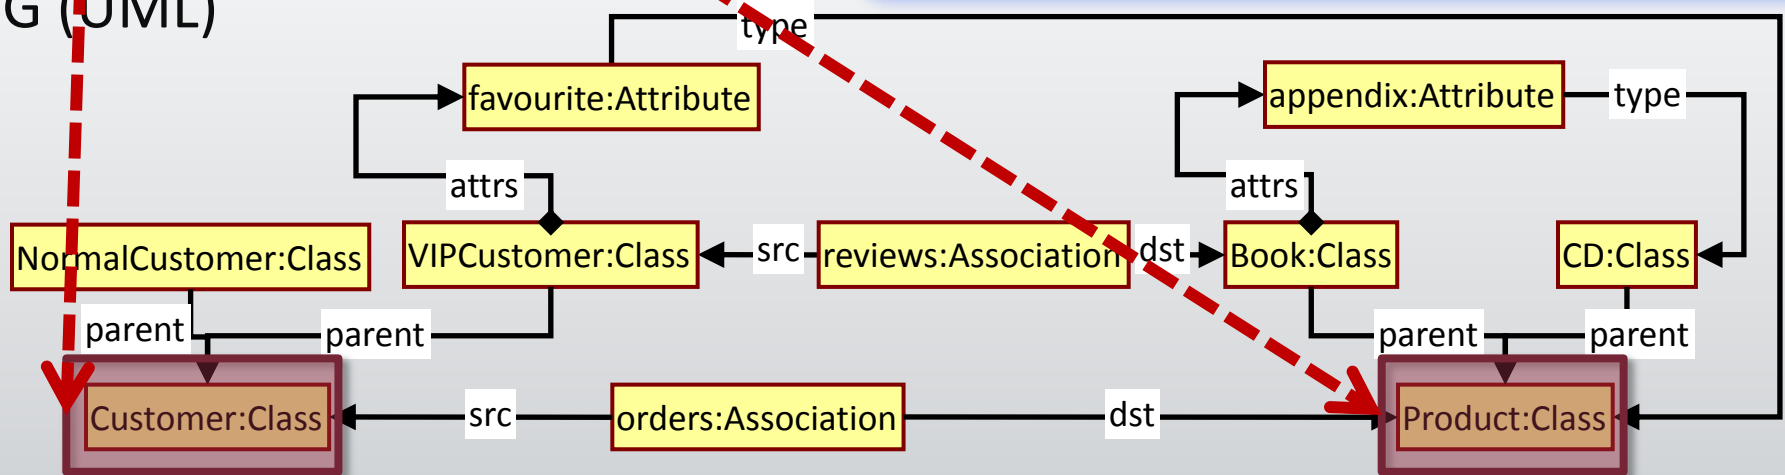 G (UML)
type
favourite:Attribute
appendix:Attribute
type
attrs
attrs
NormalCustomer:Class
VIPCustomer:Class
src
reviews:Association
dst
Book:Class
CD:Class
parent
parent
parent
parent
Customer:Class
src
orders:Association
dst
Product:Class